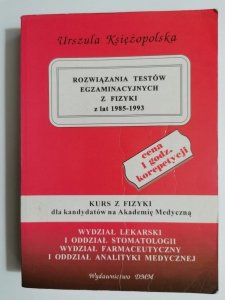 Urszula Księżopolska
ROZWIĄZANIA TESTÓW
EGZAMINACYJNYCH
Z FIZYKI
z lat 1985-1993
cena
1 godz.
korepetycji
KURS Z FIZYKI
dla kandydatów na Akademię Medyczną
WYDZIAŁ LEKARSKI
I ODDZIAŁ STOMATOLOGII
WYDZIAŁ FARMACEUTYCZNY
I ODDZIAŁ ANALITYKI MEDYCZNEJ
Wydawnictwo DMM